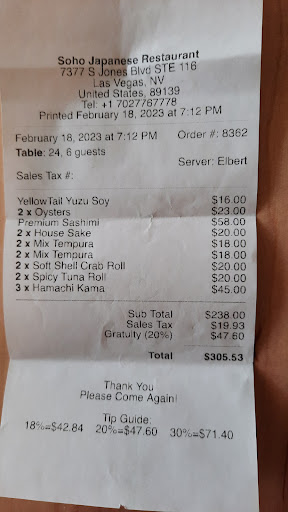 Soho Japanese Restaurant
7377 S Jones Blvd STE 116
Las Vegas, NV
United States, 89139
Tel: +1 7027767778
Printed February 18, 2023 at 7:12 PM
February 18, 2023 at 7:12 PM Order #: 8362
Table: 24, 6 guests
Server: Elbert
Sales Tax #:
YellowTail Yuzu Soy $16.00
2 x Oysters $23.00
Premium Sashimi $58.00
2 x House Sake $20.00
2 x Mix Tempura $18.00
2 x Mix Tempura $18.00
2 x Soft Shell Crab Roll $20.00
2 x Spicy Tuna Roll $20.00
3 x Hamachi Kama $45.00
Sub Total $238.00
Sales Tax $19.93
Gratuity (20%) $47.60
Total $305.53
Thank You
Please Come Again!
Tip Guide:
18%=$42.84 20%=$47.60 30%=$71.40